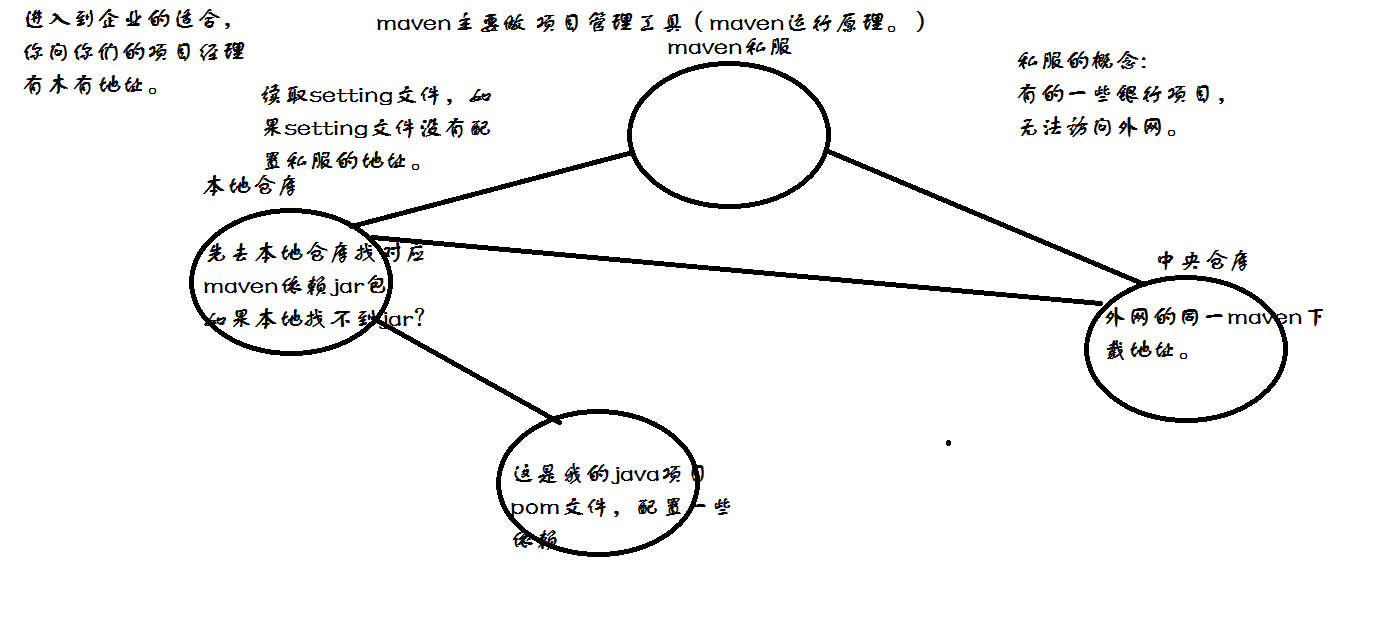 进入到企业的适合，
你问你们的项目经理
有木有地址。
maven主要做 项目管理工具（maven运行原理。）
maven私服
私服的概念:
有的一些银行项目，
无法访问外网。
读取setting文件，如
果setting文件没有配
置私服的地址。
本地仓库
先去本地仓库找对应
maven依赖jar包
如果本地找不到jar?
中央仓库
外网的同一maven下
载地址。
这是我的java项目
pom文件，配置一些
依赖